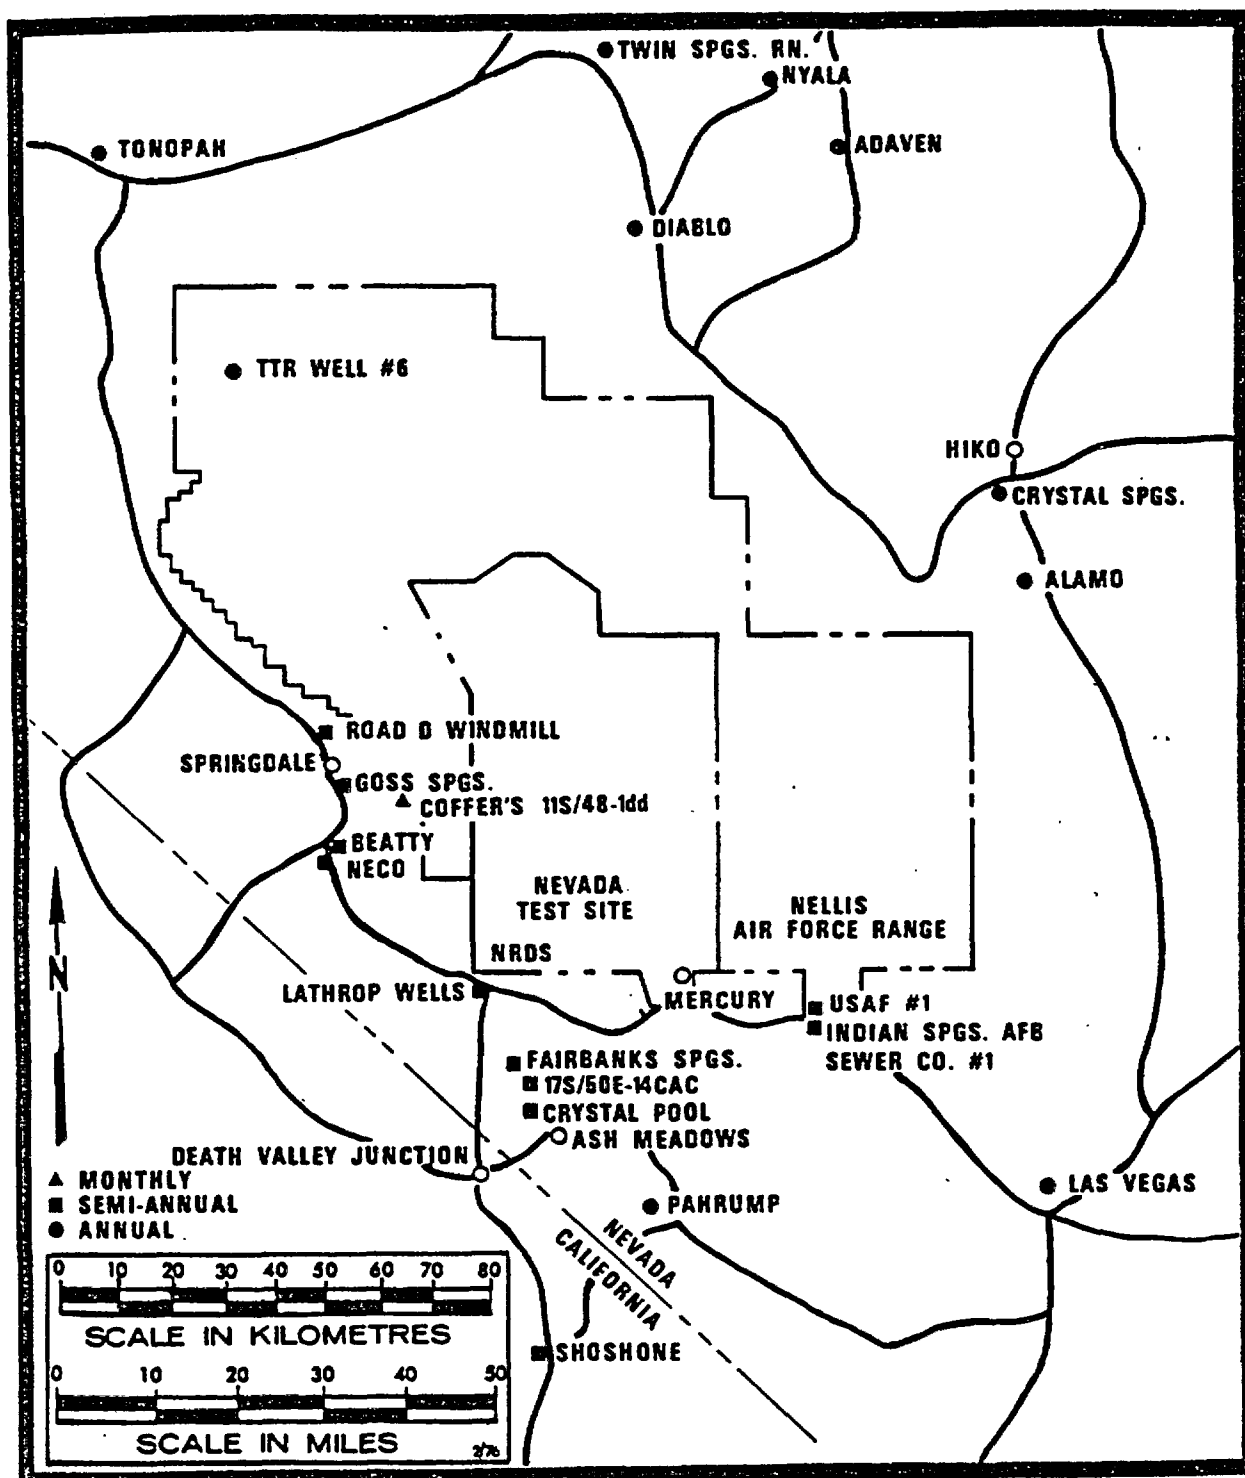 TWIN SPGS. RN.
NYALA
TONOPAH
ADAVEN
DIABLO
TTR WELL #6
HIKO
CRYSTAL SPGS.
ALAMO
ROAD D WINDMILL
SPRINGDALE
GOSS SPGS.
COFFER'S 11S/48-1dd
BEATTY
NECO
NEVADA
TEST SITE
NELLIS
AIR FORCE RANGE
NRDS
N
LATHROP WELLS
MERCURY
USAF #1
INDIAN SPGS. AFB
SEWER CO. #1
FAIRBANKS SPGS.
17S/50E-14CAC
CRYSTAL POOL
ASH MEADOWS
DEATH VALLEY JUNCTION
MONTHLY
SEMI-ANNUAL
ANNUAL
LAS VEGAS
PAHRUMP
NEVADA
CALIFORNIA
0 10 20 30 40 50 60 70 80
SCALE IN KILOMETRES
SHOSHONE
0 10 20 30 40 50
SCALE IN MILES
2/76